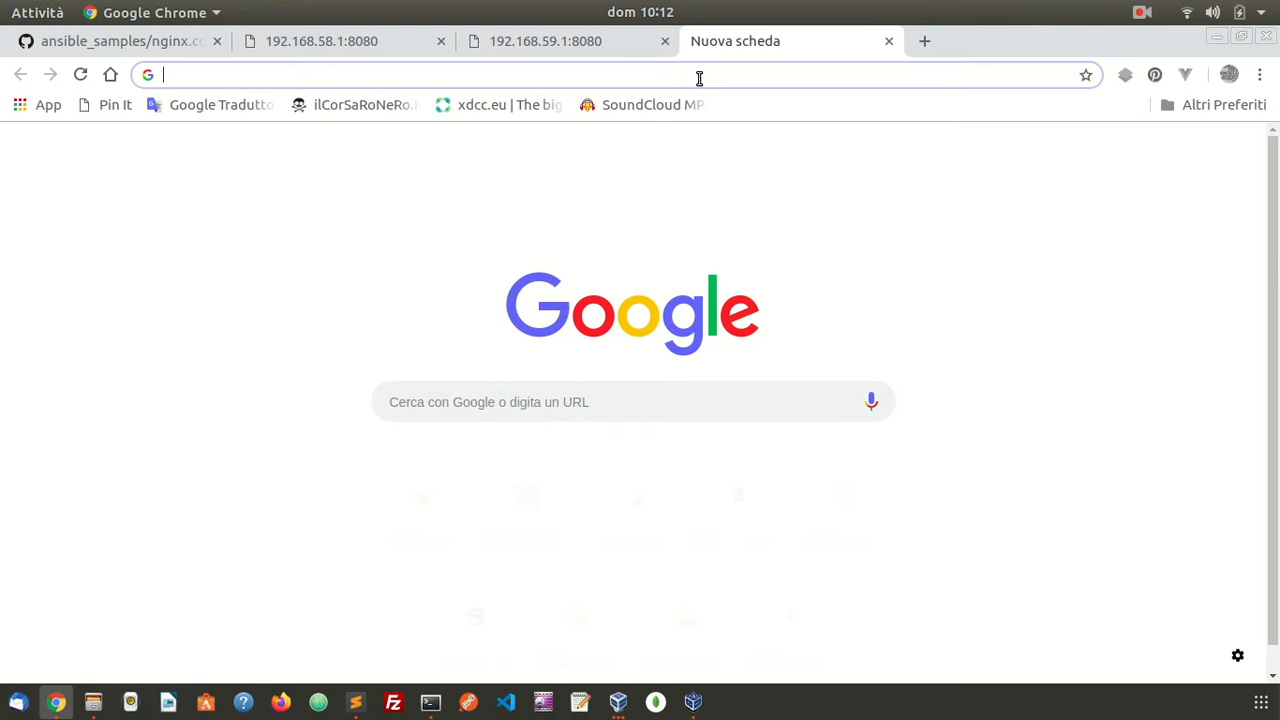 Attività
Google Chrome
dom 10:12
ansible_samples/nginx.co
192.168.58.1:8080
192.168.59.1:8080
Nuova scheda
App
Pin It
Google Tradutto
ilCorSaRoNeRo.
xdcc.eu | The big
SoundCloud MP
Altri Preferiti
Google
Cerca con Google o digita un URL